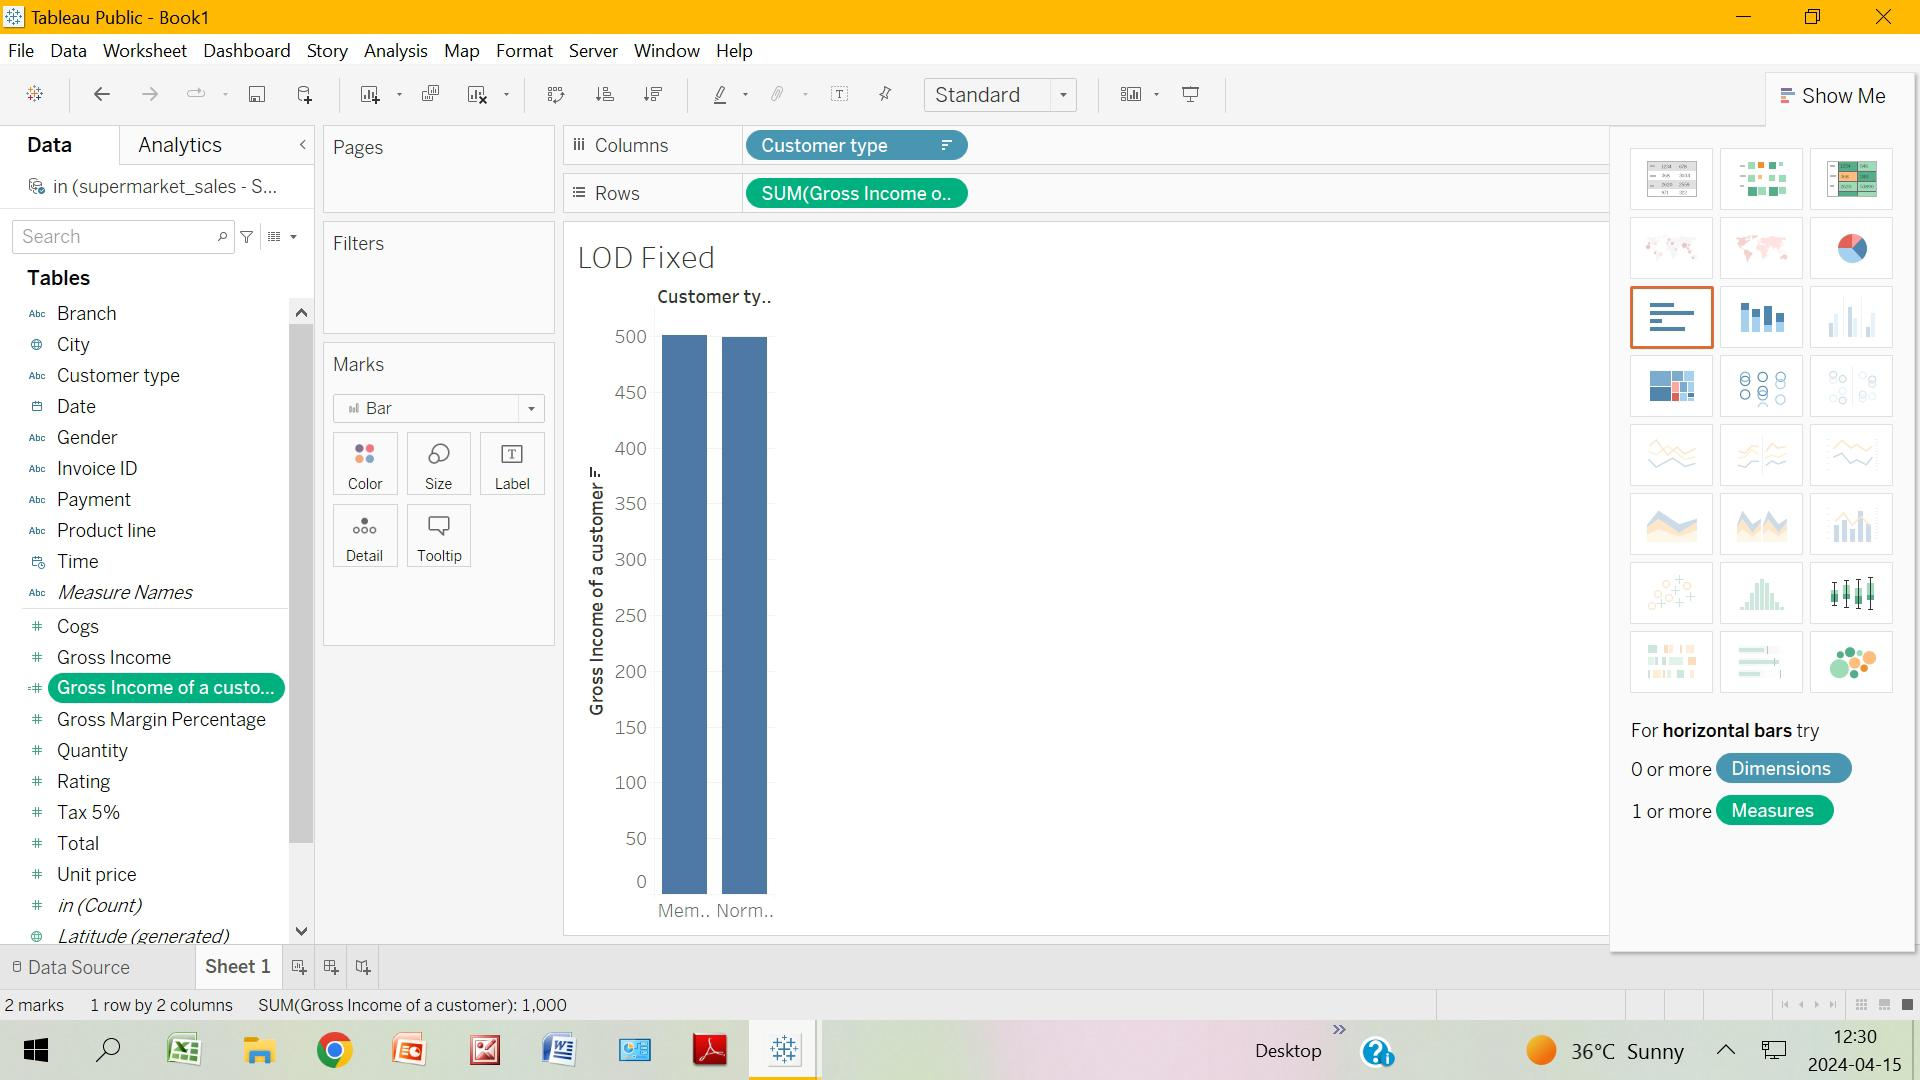 Tableau Public - Book1
File Data Worksheet Dashboard Story Analysis Map Format Server Window Help
Standard
Show Me
Data Analytics
in (supermarket_sales - S...
Search
Tables
Abc Branch
City
Abc Customer type
Date
Abc Gender
Abc Invoice ID
Abc Payment
Abc Product line
Time
Abc Measure Names
# Cogs
# Gross Income
=# Gross Income of a custo...
# Gross Margin Percentage
# Quantity
# Rating
# Tax 5%
# Total
# Unit price
# in (Count)
Latitude (generated)
Pages
Filters
Marks
Bar
Color Size Label
Detail Tooltip
Columns Customer type
Rows SUM(Gross Income o..
LOD Fixed
Customer ty..
500
450
400
350
300
250
200
150
100
50
0
Gross Income of a customer
Mem.. Norm..
For horizontal bars try
0 or more Dimensions
1 or more Measures
Data Source Sheet 1
2 marks 1 row by 2 columns SUM(Gross Income of a customer): 1,000
Desktop
36°C Sunny
12:30
2024-04-15